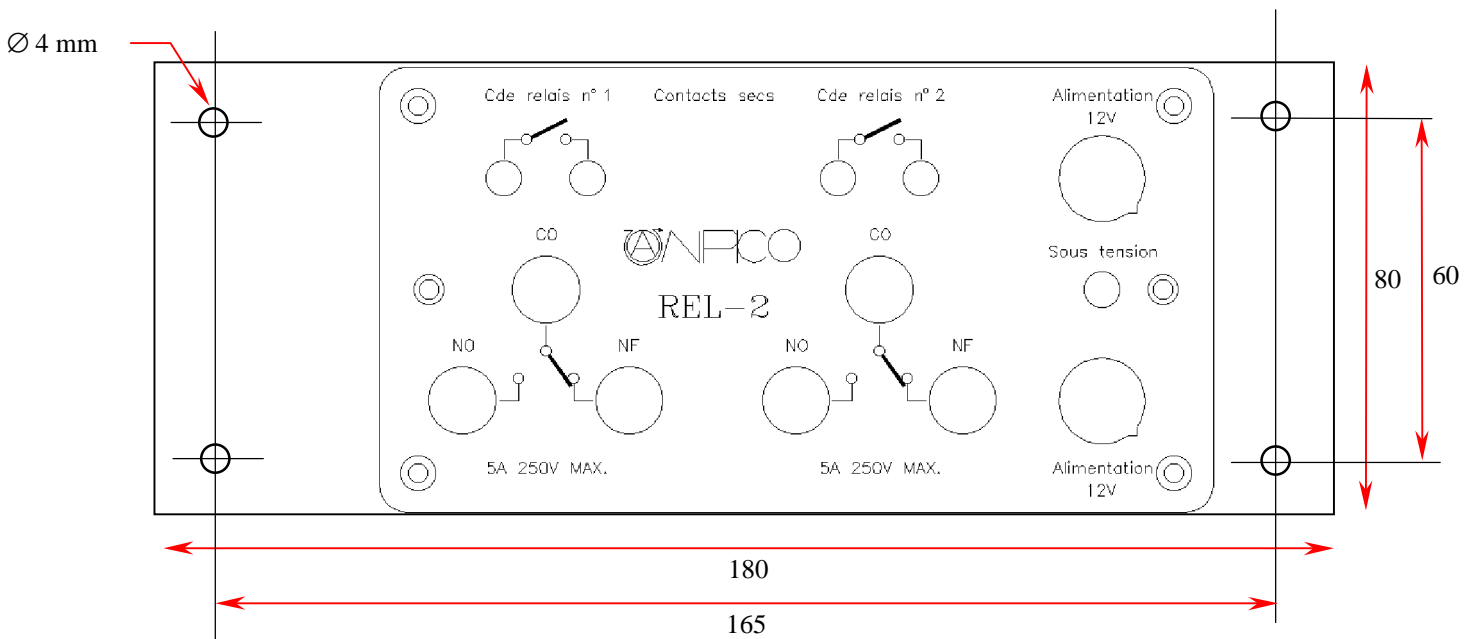 ∅ 4 mm
Cde relais n° 1 Contacts secs Cde relais n° 2 Alimentation
12V
CO CO
Sous tension
REL-2
80 60
NO NF NO NF
5A 250V MAX. 5A 250V MAX. Alimentation
12V
180
165